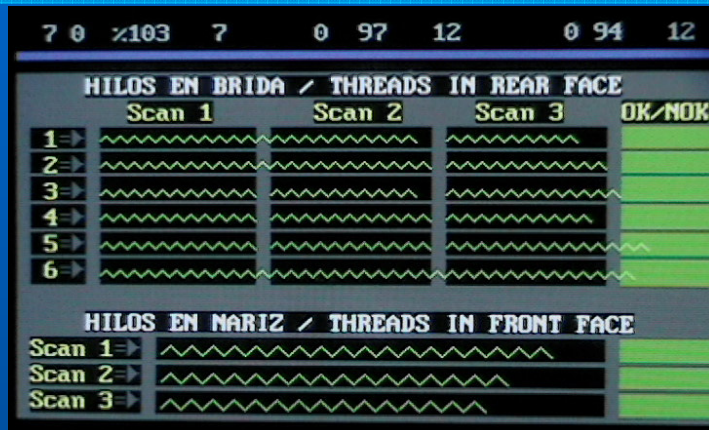 7 0 %103 7 0 97 12 0 94 12
HILOS EN BRIDA / THREADS IN REAR FACE
Scan 1 Scan 2 Scan 3 OK/NOK
1
2
3
4
5
6
HILOS EN NARIZ / THREADS IN FRONT FACE
Scan 1
Scan 2
Scan 3